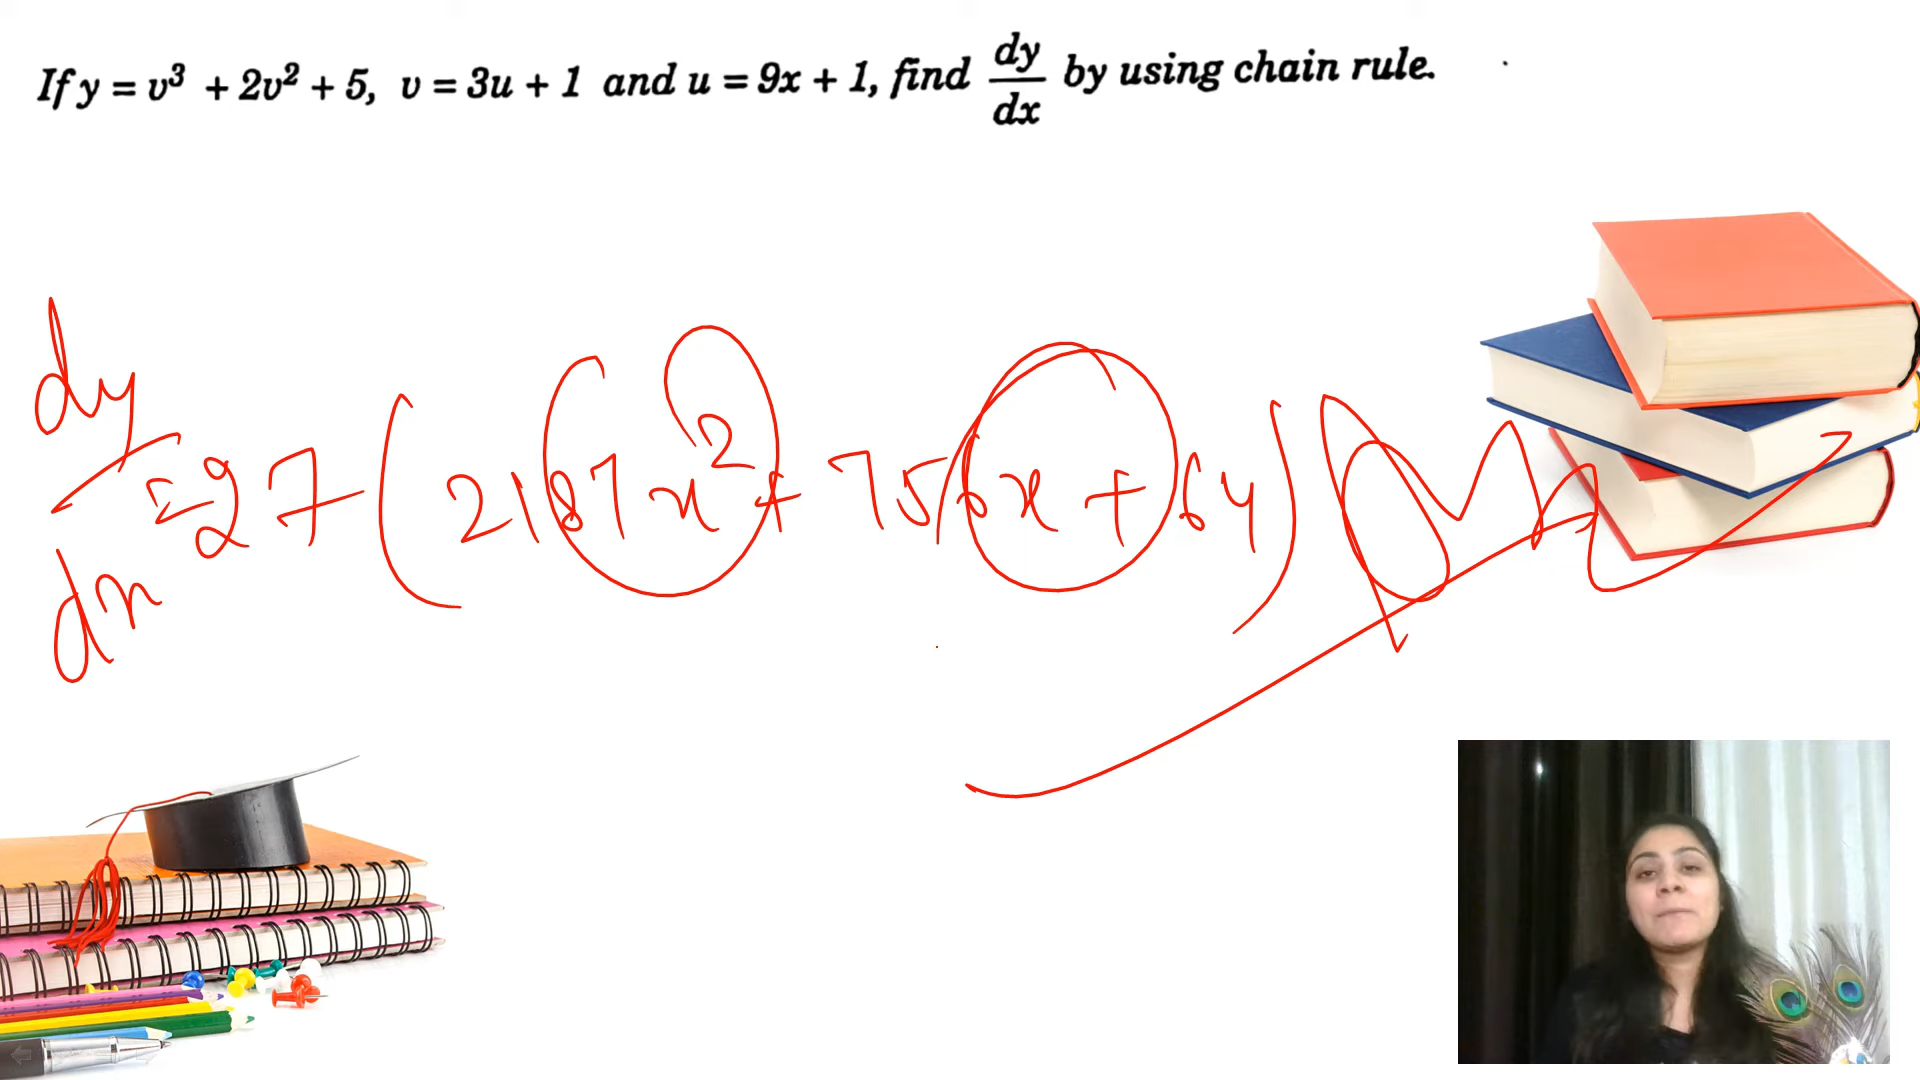 If y = v³ + 2v² + 5, v = 3u + 1 and u = 9x + 1, find dy/dx by using chain rule.
dy/dx = 27 (2187x² + 756x + 64)